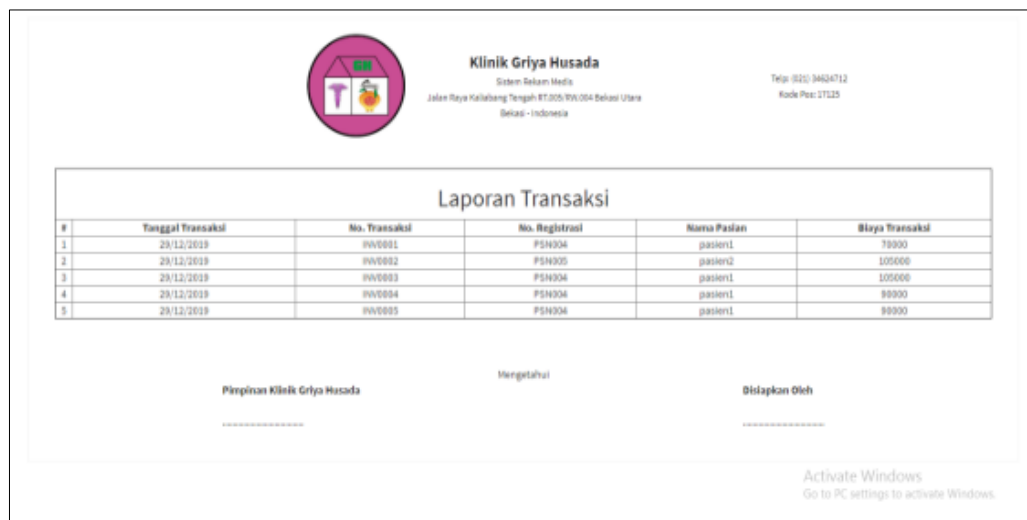 GH
Klinik Griya Husada
Sistem Rekam Medis
Jalan Raya Kaliabang Tengah RT.005/RW.004 Bekasi Utara
Bekasi - Indonesia
Telp: (021) 34624712
Kode Pos: 17125
Laporan Transaksi
# Tanggal Transaksi No. Transaksi No. Registrasi Nama Pasian Biaya Transaksi
1 29/12/2019 INV0001 PSN004 pasien1 70000
2 29/12/2019 INV0002 PSN005 pasien2 105000
3 29/12/2019 INV0003 PSN004 pasien1 105000
4 29/12/2019 INV0004 PSN004 pasien1 90000
5 29/12/2019 INV0005 PSN004 pasien1 90000
Mengetahui
Pimpinan Klinik Griya Husada Disiapkan Oleh
Activate Windows
Go to PC settings to activate Windows.